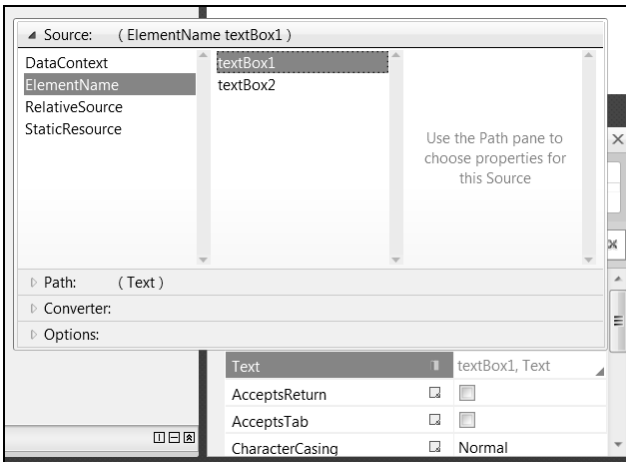 Source: ( ElementName textBox1 )
DataContext
ElementName
RelativeSource
StaticResource
textBox1
textBox2
Use the Path pane to
choose properties for
this Source
Path: ( Text )
Converter:
Options:
Text textBox1, Text
AcceptsReturn
AcceptsTab
CharacterCasing Normal